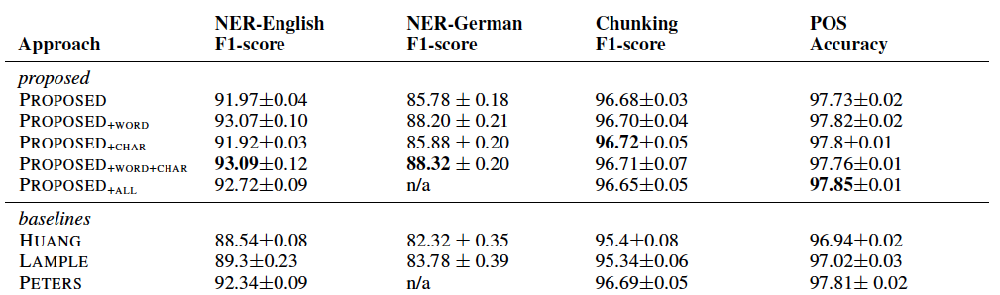 NER-English NER-German Chunking POS
Approach F1-score F1-score F1-score Accuracy
proposed
PROPOSED 91.97±0.04 85.78 ± 0.18 96.68±0.03 97.73±0.02
PROPOSED+WORD 93.07±0.10 88.20 ± 0.21 96.70±0.04 97.82±0.02
PROPOSED+CHAR 91.92±0.03 85.88 ± 0.20 96.72±0.05 97.8±0.01
PROPOSED+WORD+CHAR 93.09±0.12 88.32 ± 0.20 96.71±0.07 97.76±0.01
PROPOSED+ALL 92.72±0.09 n/a 96.65±0.05 97.85±0.01
baselines
HUANG 88.54±0.08 82.32 ± 0.35 95.4±0.08 96.94±0.02
LAMPLE 89.3±0.23 83.78 ± 0.39 95.34±0.06 97.02±0.03
PETERS 92.34±0.09 n/a 96.69±0.05 97.81± 0.02